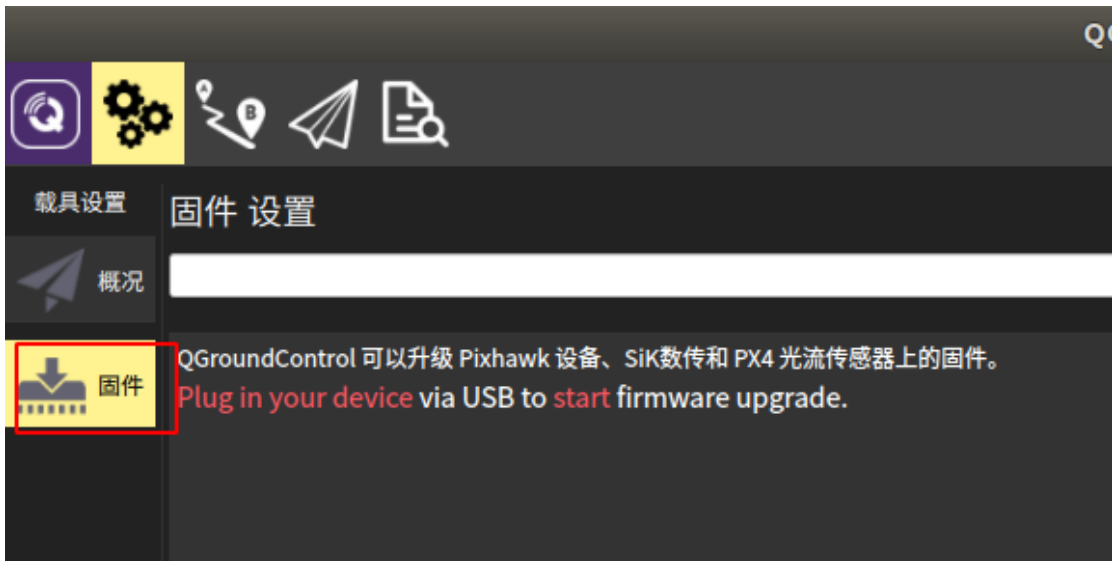 载具设置
固件 设置
概况
固件
QGroundControl 可以升级 Pixhawk 设备、SiK数传和 PX4 光流传感器上的固件。
Plug in your device via USB to start firmware upgrade.